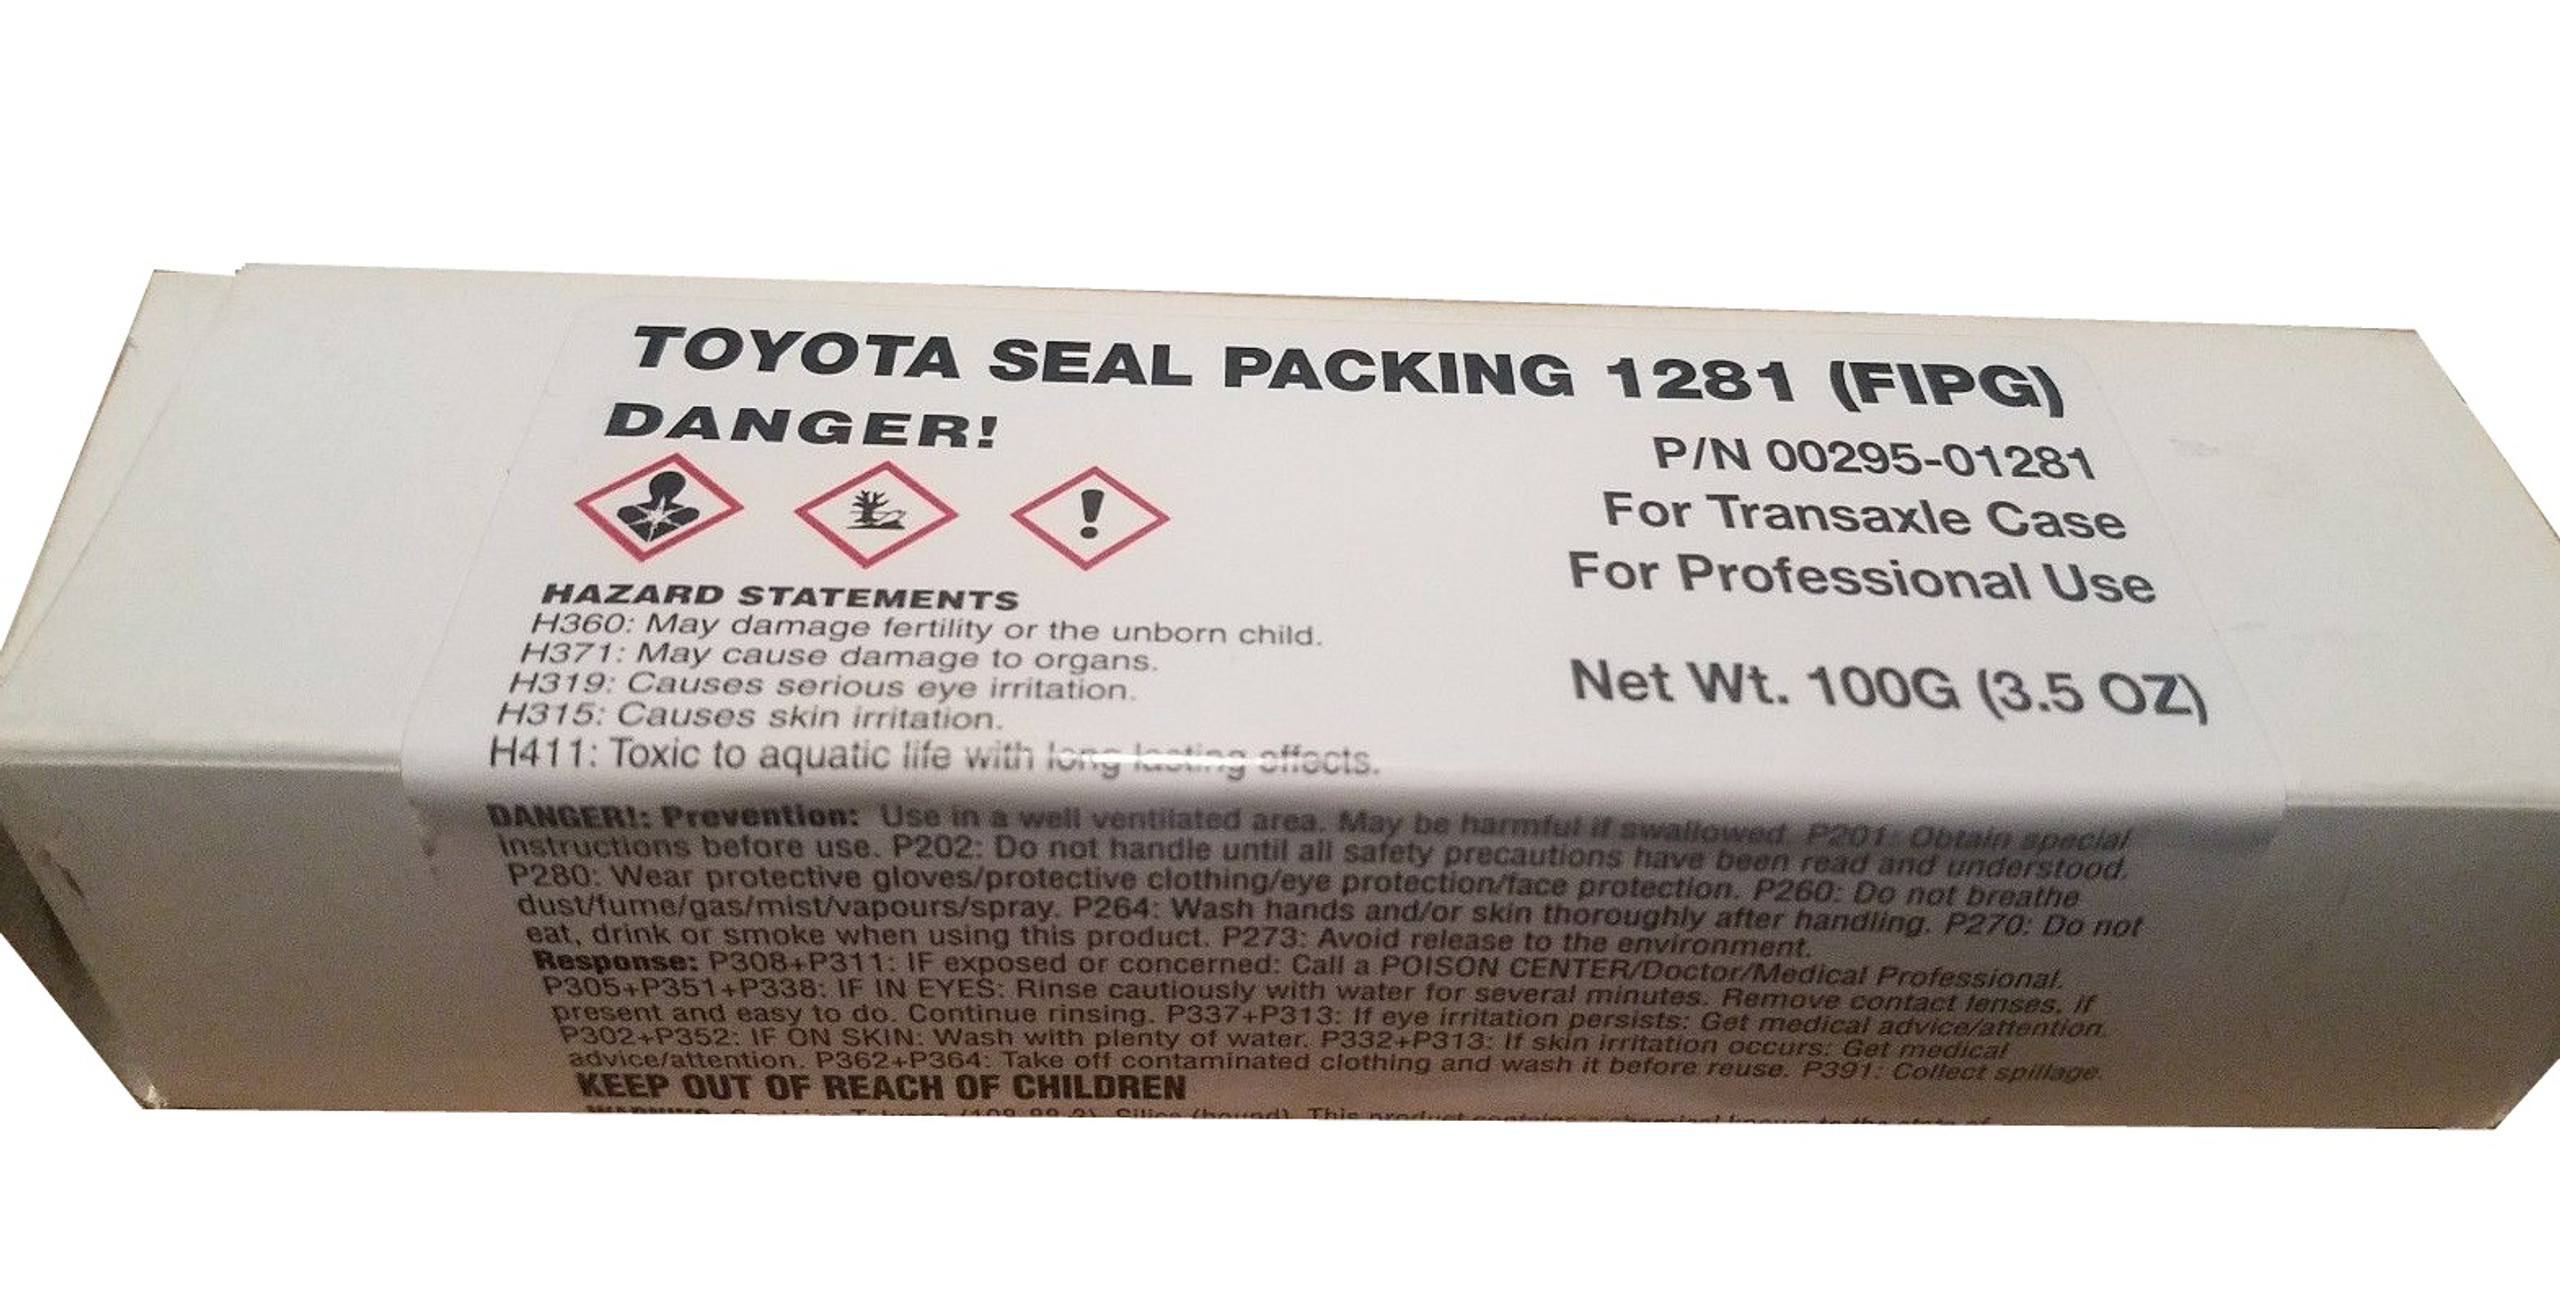 TOYOTA SEAL PACKING 1281 (FIPG)
DANGER!
P/N 00295-01281
For Transaxle Case
For Professional Use
Net Wt. 100G (3.5 OZ)
HAZARD STATEMENTS
H360: May damage fertility or the unborn child.
H371: May cause damage to organs.
H319: Causes serious eye irritation.
H315: Causes skin irritation.
H411: Toxic to aquatic life with long lasting effects.
DANGER!: Prevention: Use in a well ventilated area. May be harmful if swallowed. P201: Obtain special
instructions before use. P202: Do not handle until all safety precautions have been read and understood.
P280: Wear protective gloves/protective clothing/eye protection/face protection. P260: Do not breathe
dust/fume/gas/mist/vapours/spray. P264: Wash hands and/or skin thoroughly after handling. P270: Do not
eat, drink or smoke when using this product. P273: Avoid release to the environment.
Response: P308+P311: IF exposed or concerned: Call a POISON CENTER/Doctor/Medical Professional.
P305+P351+P338: IF IN EYES: Rinse cautiously with water for several minutes. Remove contact lenses, if
present and easy to do. Continue rinsing. P337+P313: If eye irritation persists: Get medical advice/attention.
P302+P352: IF ON SKIN: Wash with plenty of water. P332+P313: If skin irritation occurs: Get medical
advice/attention. P362+P364: Take off contaminated clothing and wash it before reuse. P391: Collect spillage.
KEEP OUT OF REACH OF CHILDREN
This product contains a chemical known to the state of